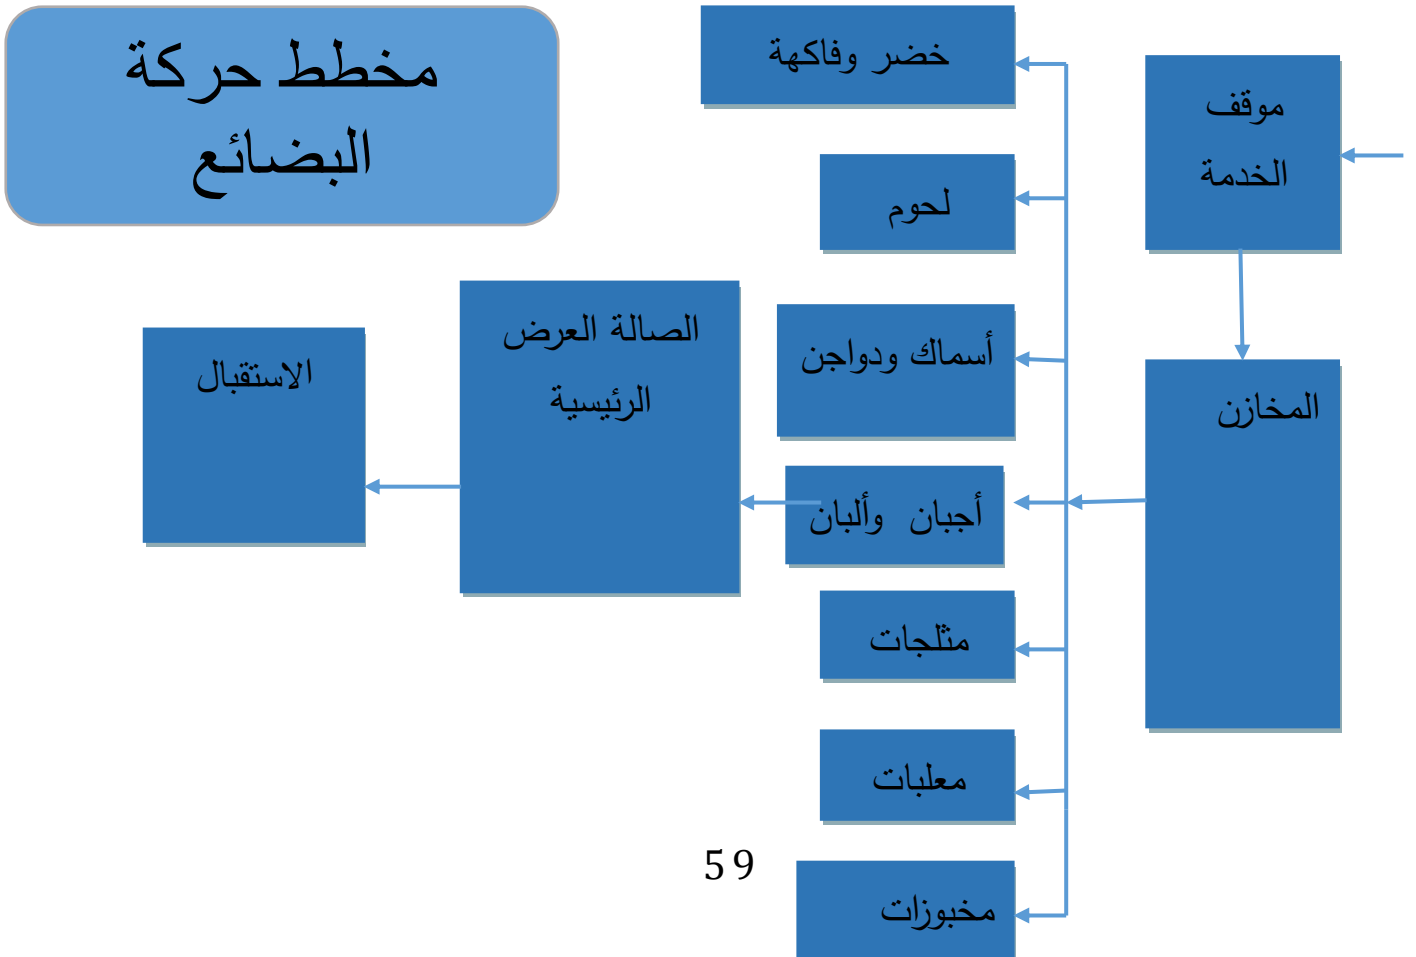 مخطط حركة
البضائع
خضر وفاكهة
موقف
الخدمة
لحوم
الصالة العرض
الرئيسية
أسماك ودواجن
الاستقبال
المخازن
أجبان وألبان
مثلجات
معلبات
59
مخبوزات